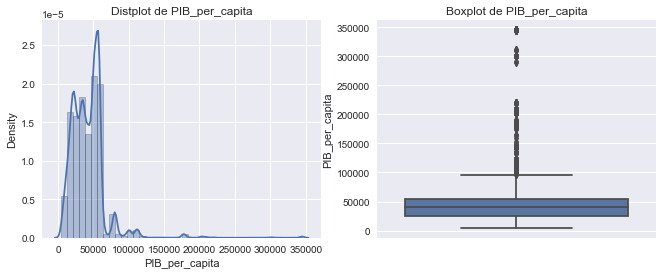 Distplot de PIB_per_capita
1e−5
2.5
2.0
1.5
1.0
0.5
0.0
Density
0 50000 100000 150000 200000 250000 300000 350000
PIB_per_capita
Boxplot de PIB_per_capita
350000
300000
250000
200000
150000
100000
50000
0
PIB_per_capita